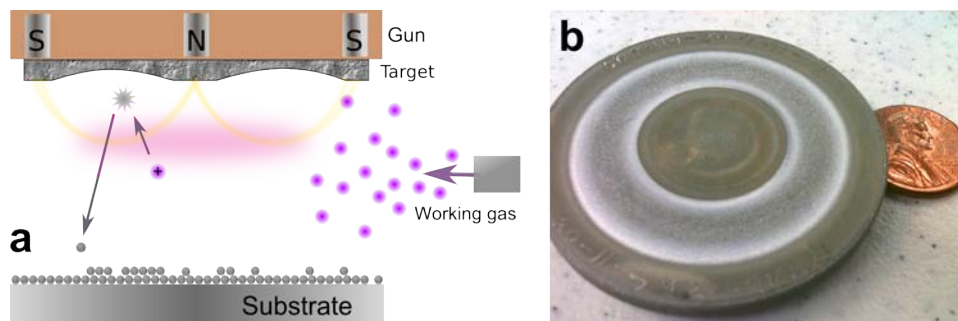 S N S Gun
Target
+
Working gas
a
Substrate
b